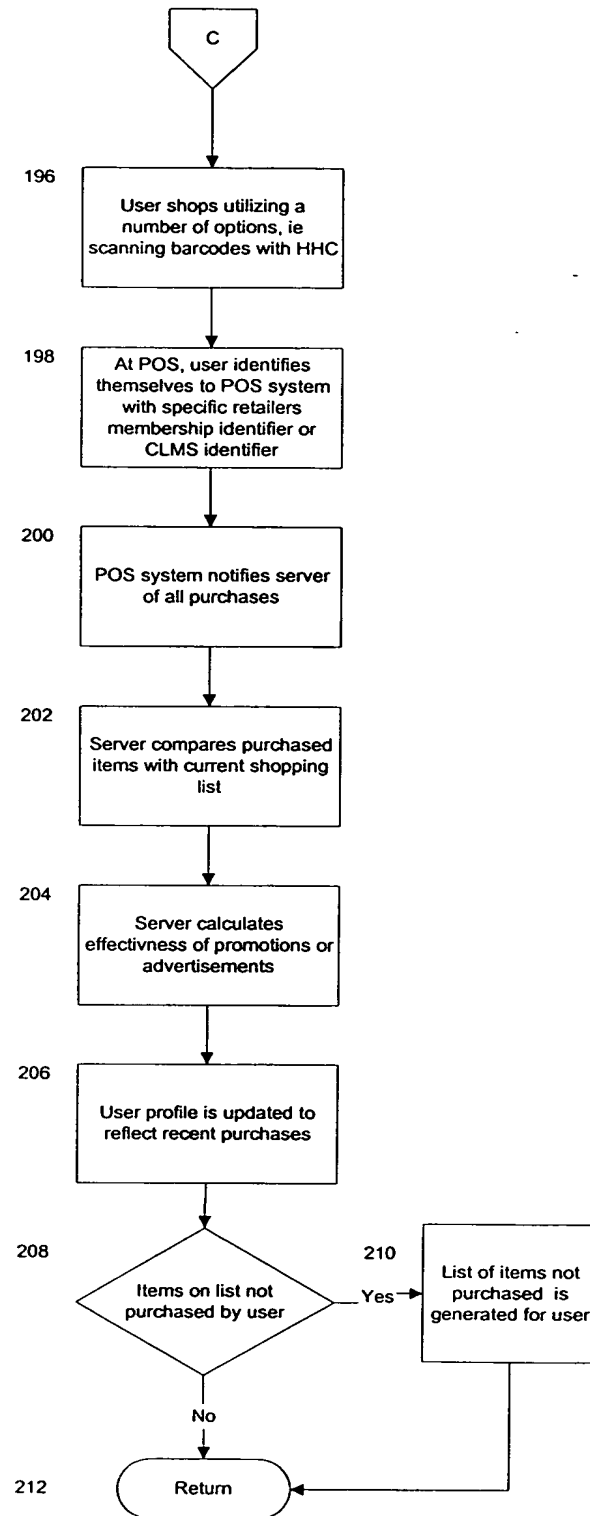 C
196
User shops utilizing a
number of options, ie
scanning barcodes with HHC
198
At POS, user identifies
themselves to POS system
with specific retailers
membership identifier or
CLMS identifier
200
POS system notifies server
of all purchases
202
Server compares purchased
items with current shopping
list
204
Server calculates
effectivness of promotions or
advertisements
206
User profile is updated to
reflect recent purchases
208
Items on list not
purchased by user
Yes
210
List of items not
purchased is
generated for user
No
212
Return